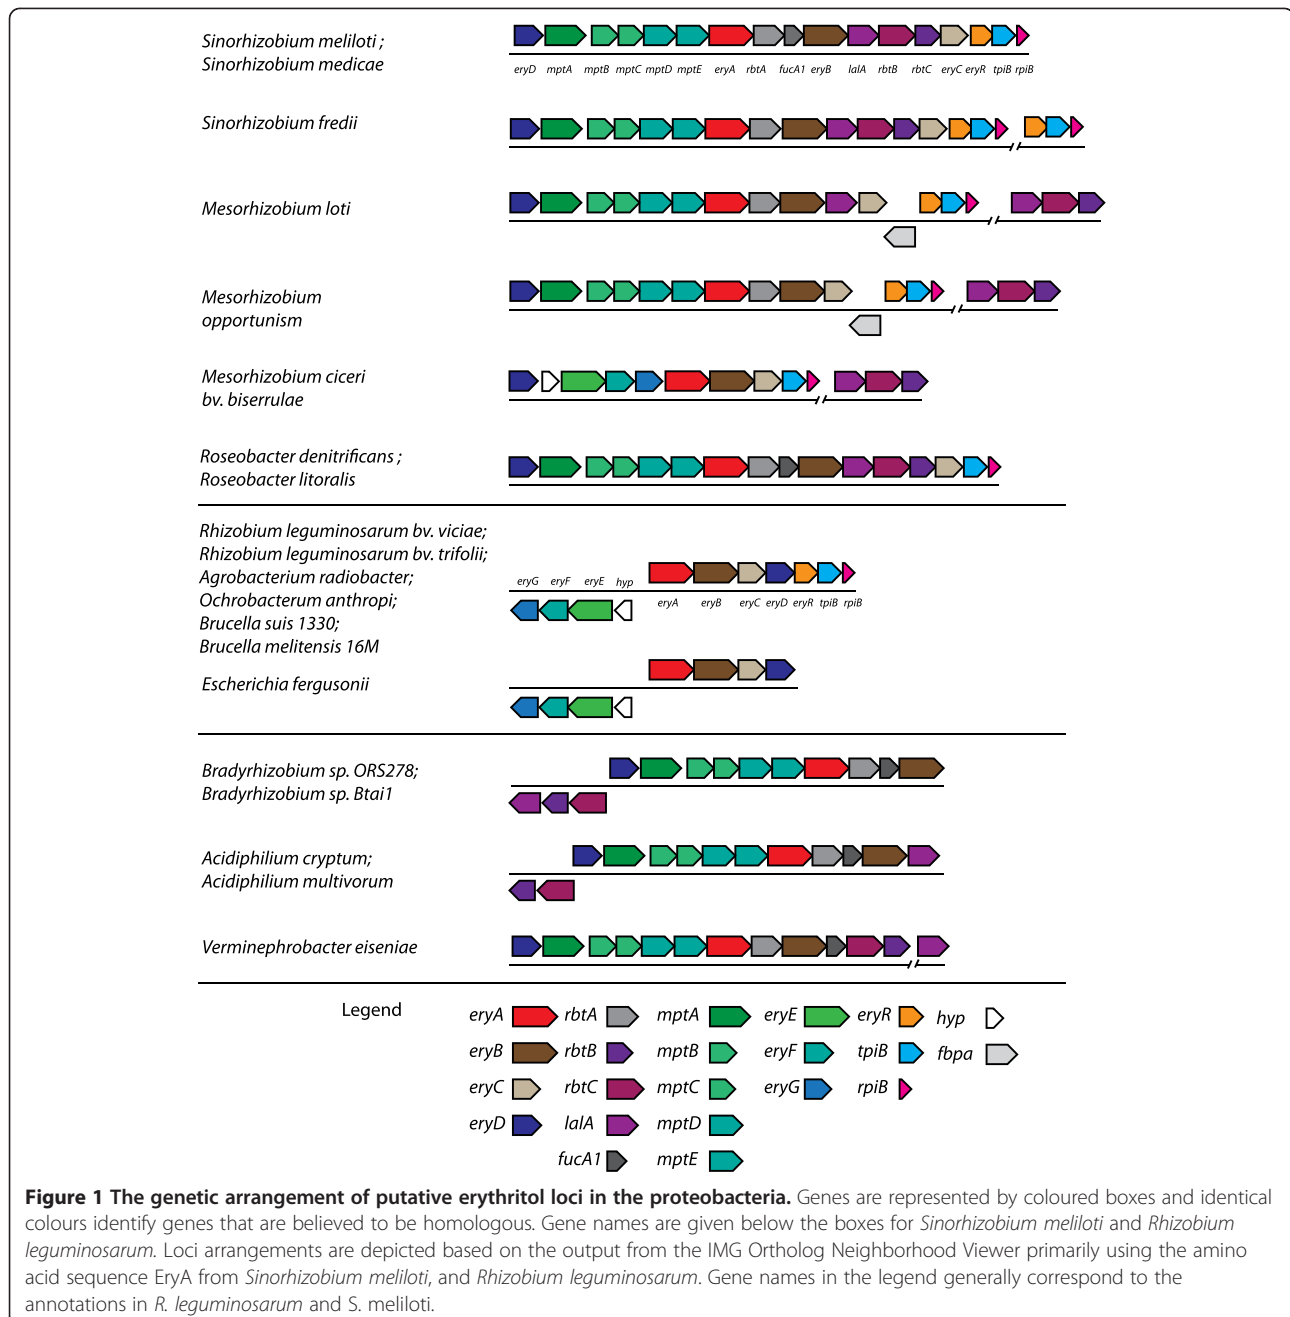 Sinorhizobium meliloti ;
Sinorhizobium medicae
eryD mptA mptB mptC mptD mptE eryA rbtA fucA1 eryB lalA rbtB rbtC eryC eryR tpiB rpiB
Sinorhizobium fredii
Mesorhizobium loti
Mesorhizobium
opportunism
Mesorhizobium ciceri
bv. biserrulae
Roseobacter denitrificans ;
Roseobacter litoralis
Rhizobium leguminosarum bv. viciae;
Rhizobium leguminosarum bv. trifolii;
Agrobacterium radiobacter;
Ochrobacterum anthropi;
Brucella suis 1330;
Brucella melitensis 16M
eryG eryF eryE hyp
eryA eryB eryC eryD eryR tpiB rpiB
Escherichia fergusonii
Bradyrhizobium sp. ORS278;
Bradyrhizobium sp. Btai1
Acidiphilium cryptum;
Acidiphilium multivorum
Verminephrobacter eiseniae
Legend
eryA rbtA mptA eryE eryR hyp
eryB rbtB mptB eryF tpiB fbpa
eryC rbtC mptC eryG rpiB
eryD lalA mptD
fucA1 mptE
Figure 1 The genetic arrangement of putative erythritol loci in the proteobacteria. Genes are represented by coloured boxes and identical
colours identify genes that are believed to be homologous. Gene names are given below the boxes for Sinorhizobium meliloti and Rhizobium
leguminosarum. Loci arrangements are depicted based on the output from the IMG Ortholog Neighborhood Viewer primarily using the amino
acid sequence EryA from Sinorhizobium meliloti, and Rhizobium leguminosarum. Gene names in the legend generally correspond to the
annotations in R. leguminosarum and S. meliloti.